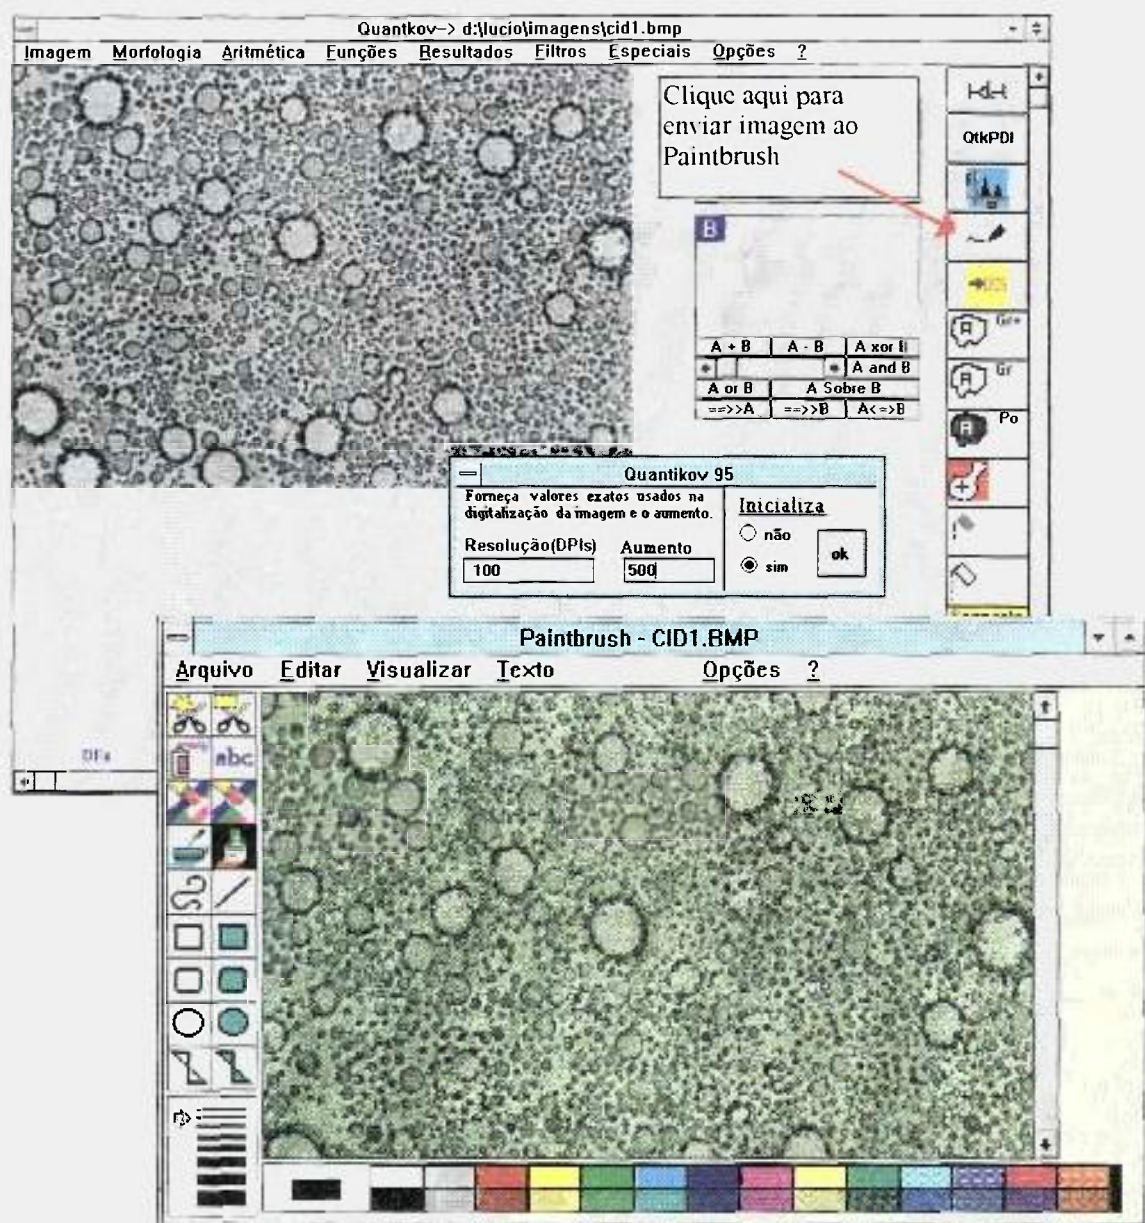 Quantkov-> d:\lucio\imagens\cid1.bmp
Imagem Morfologia Aritmética Funções Resultados Filtros Especiais Opções ?
Clique aqui para
enviar imagem ao
Paintbrush
H-d-H
QtkPDI
B
A + B A - B A xor B
A and B
A or B A Sobre B
==>>A ==>>B A<=>B
A Gr+
A Gr
A Po
Quantikov 95
Forneça valores exatos usados na
digitalização da imagem e o aumento.
Resolução(DPIs) Aumento
100 500
Inicializa
não
sim
ok
Paintbrush - CID1.BMP
Arquivo Editar Visualizar Texto Opções ?
abc